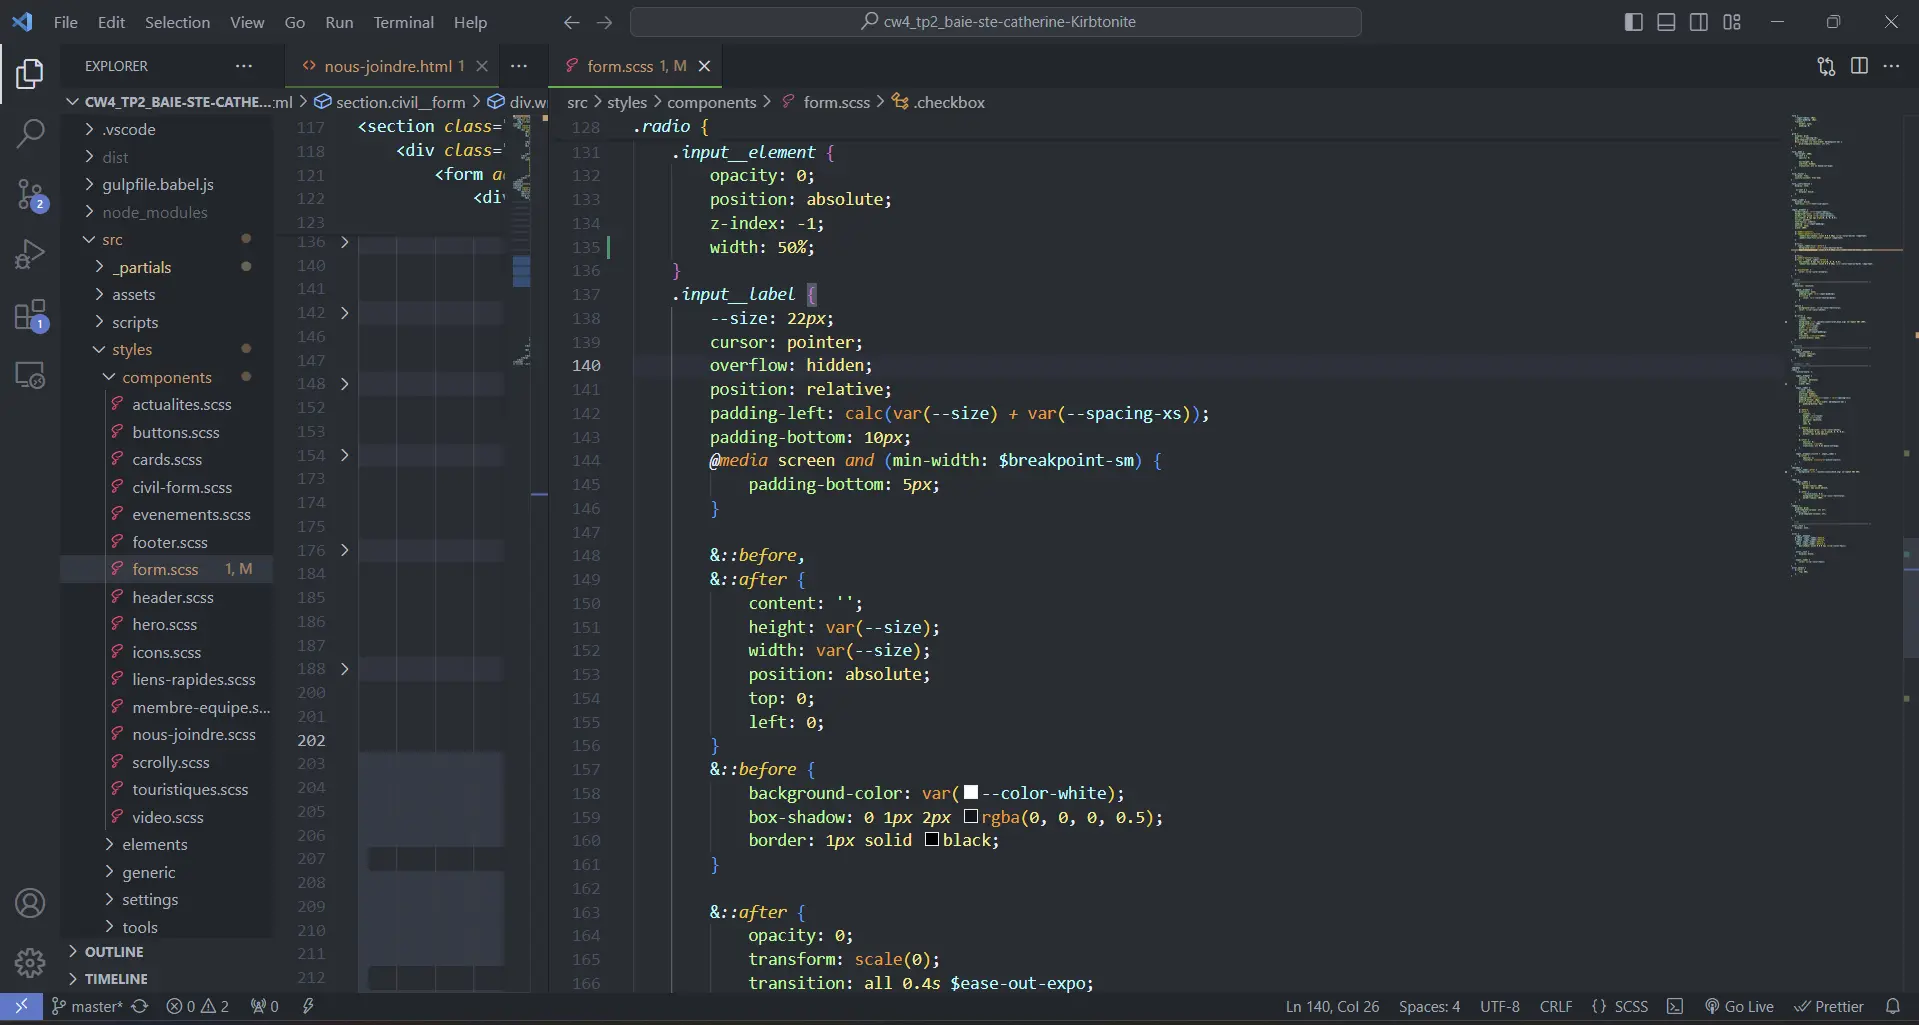 File Edit Selection View Go Run Terminal Help
cw4_tp2_baie-ste-catherine-Kirbtonite
EXPLORER
nous-joindre.html 1
form.scss 1, M
CW4_TP2_BAIE-STE-CATHE...
:ml > section.civil__form >
src > styles > components > form.scss > .checkbox
.vscode
dist
gulpfile.babel.js
node_modules
src
_partials
assets
scripts
styles
components
actualites.scss
buttons.scss
cards.scss
civil-form.scss
evenements.scss
footer.scss
form.scss 1, M
header.scss
hero.scss
icons.scss
liens-rapides.scss
membre-equipe.s...
nous-joindre.scss
scrolly.scss
touristiques.scss
video.scss
elements
generic
settings
tools
OUTLINE
TIMELINE
2
1
117 <section class=
118 <div class=
121 <form
122 <div
123
136
140
141
142
146
147
148
152
153
154
173
174
175
176
184
185
186
187
188
200
201
202
203
204
205
206
207
208
209
210
211
212
128 .radio {
131 .input__element {
132 opacity: 0;
133 position: absolute;
134 z-index: -1;
135 width: 50%;
136 }
137 .input__label {
138 --size: 22px;
139 cursor: pointer;
140 overflow: hidden;
141 position: relative;
142 padding-left: calc(var(--size) + var(--spacing-xs));
143 padding-bottom: 10px;
144 @media screen and (min-width: $breakpoint-sm) {
145 padding-bottom: 5px;
146 }
147
148 &::before,
149 &::after {
150 content: '';
151 height: var(--size);
152 width: var(--size);
153 position: absolute;
154 top: 0;
155 left: 0;
156 }
157 &::before {
158 background-color: var(--color-white);
159 box-shadow: 0 1px 2px rgba(0, 0, 0, 0.5);
160 border: 1px solid black;
161 }
162
163 &::after {
164 opacity: 0;
165 transform: scale(0);
166 transition: all 0.4s $ease-out-expo;
master* 0 2 0
Ln 140, Col 26 Spaces: 4 UTF-8 CRLF {} SCSS Go Live Prettier